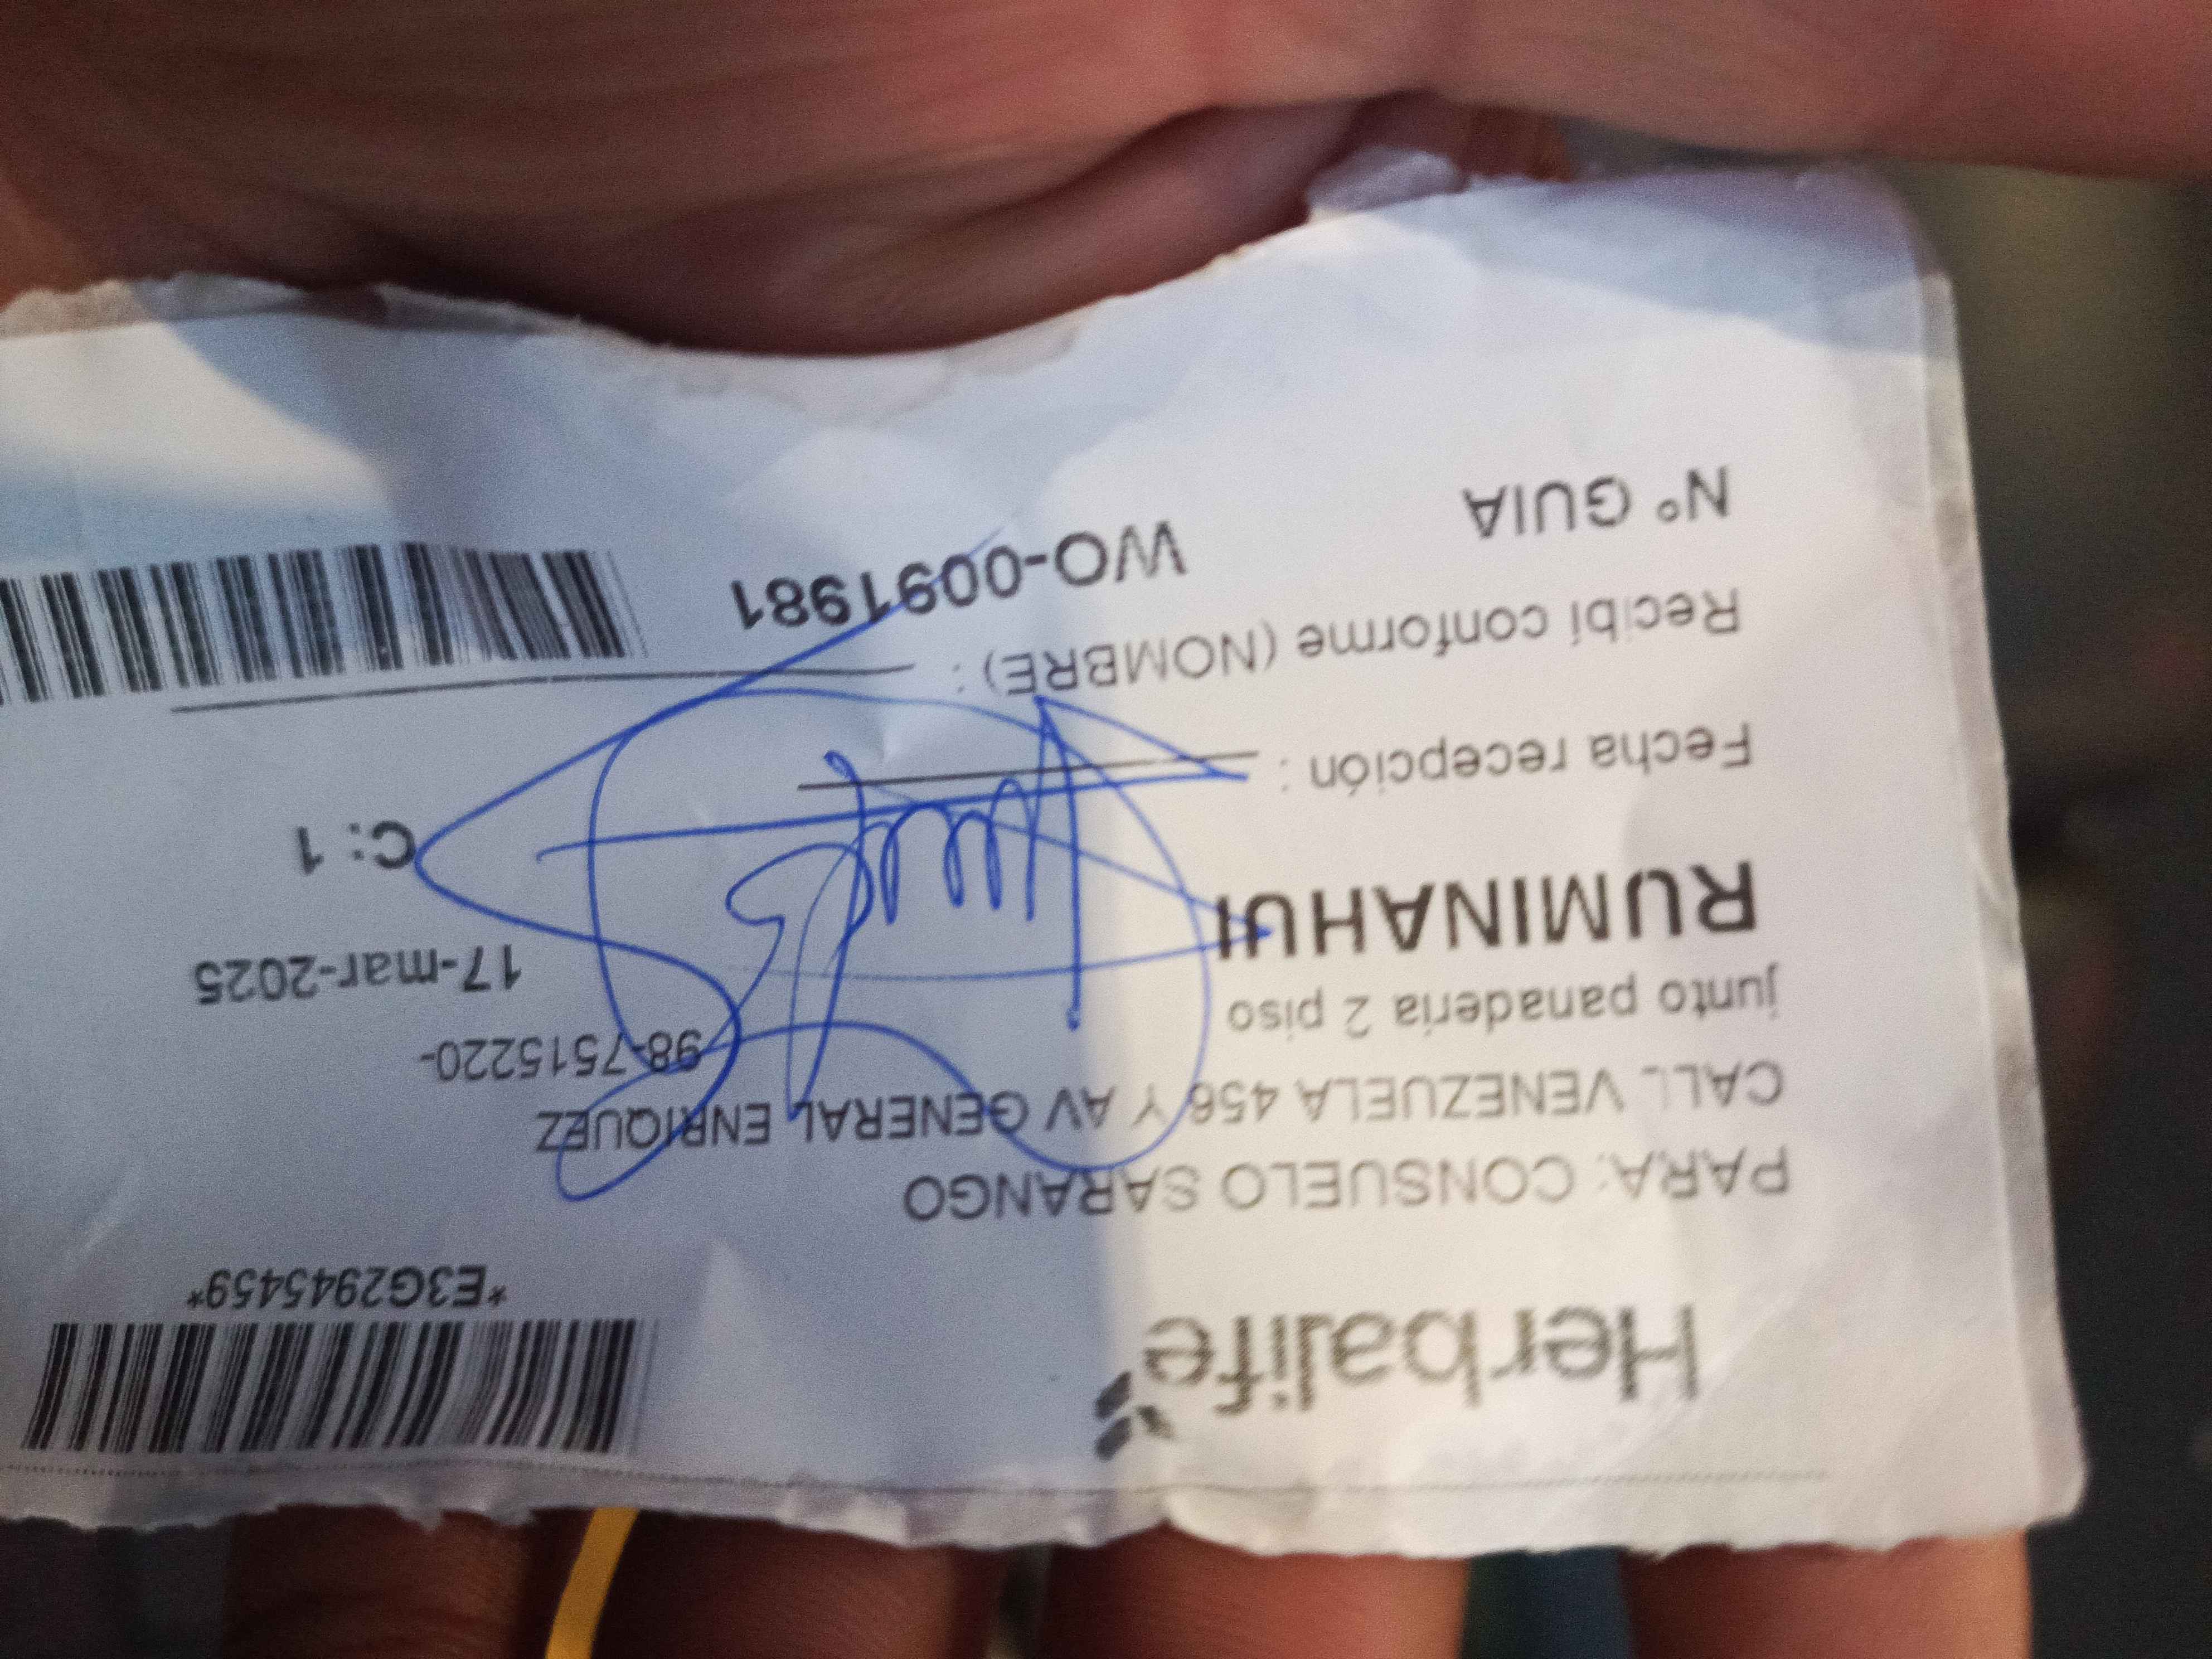 Herbalife
*E3G2945459*
PARA: CONSUELO SARANGO
CALL VENEZUELA 456 Y AV GENERAL ENRIQUEZ
junto panaderia 2 piso
98-7515220-
RUMINAHUI
17-mar-2025
Fecha recepción :
C: 1
Recibi conforme (NOMBRE) :
N° GUIA
WO-0091981